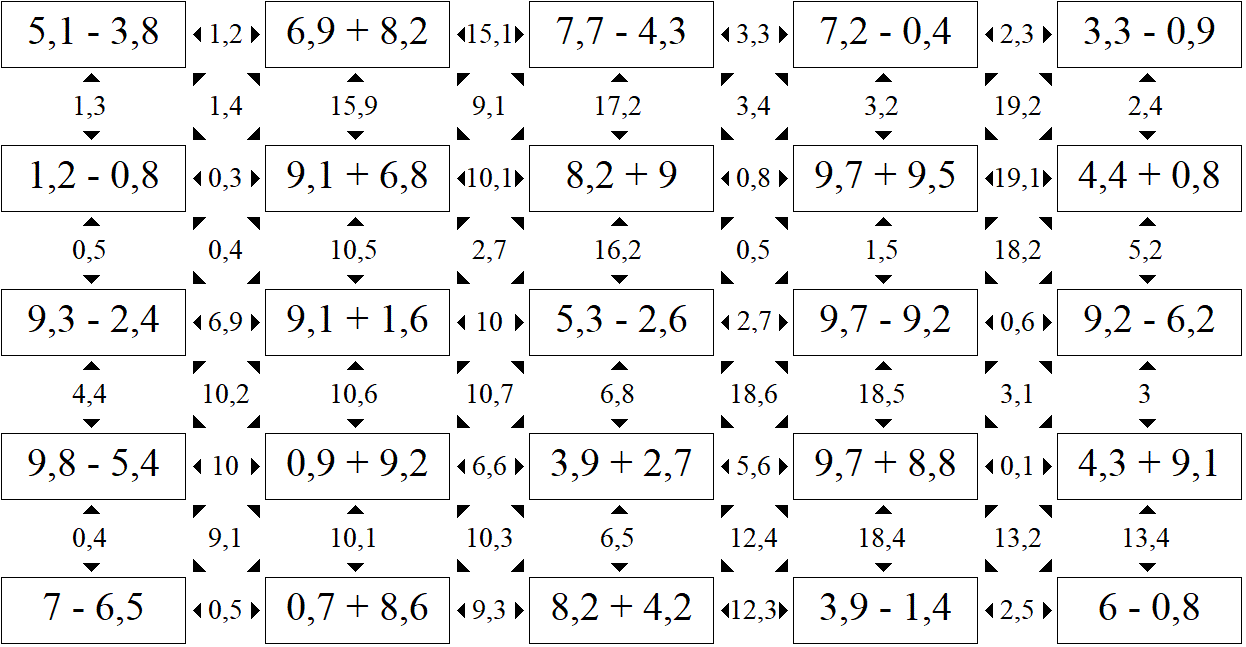 5,1 - 3,8 1,2 6,9 + 8,2 15,1 7,7 - 4,3 3,3 7,2 - 0,4 2,3 3,3 - 0,9
1,3 1,4 15,9 9,1 17,2 3,4 3,2 19,2 2,4
1,2 - 0,8 0,3 9,1 + 6,8 10,1 8,2 + 9 0,8 9,7 + 9,5 19,1 4,4 + 0,8
0,5 0,4 10,5 2,7 16,2 0,5 1,5 18,2 5,2
9,3 - 2,4 6,9 9,1 + 1,6 10 5,3 - 2,6 2,7 9,7 - 9,2 0,6 9,2 - 6,2
4,4 10,2 10,6 10,7 6,8 18,6 18,5 3,1 3
9,8 - 5,4 10 0,9 + 9,2 6,6 3,9 + 2,7 5,6 9,7 + 8,8 0,1 4,3 + 9,1
0,4 9,1 10,1 10,3 6,5 12,4 18,4 13,2 13,4
7 - 6,5 0,5 0,7 + 8,6 9,3 8,2 + 4,2 12,3 3,9 - 1,4 2,5 6 - 0,8